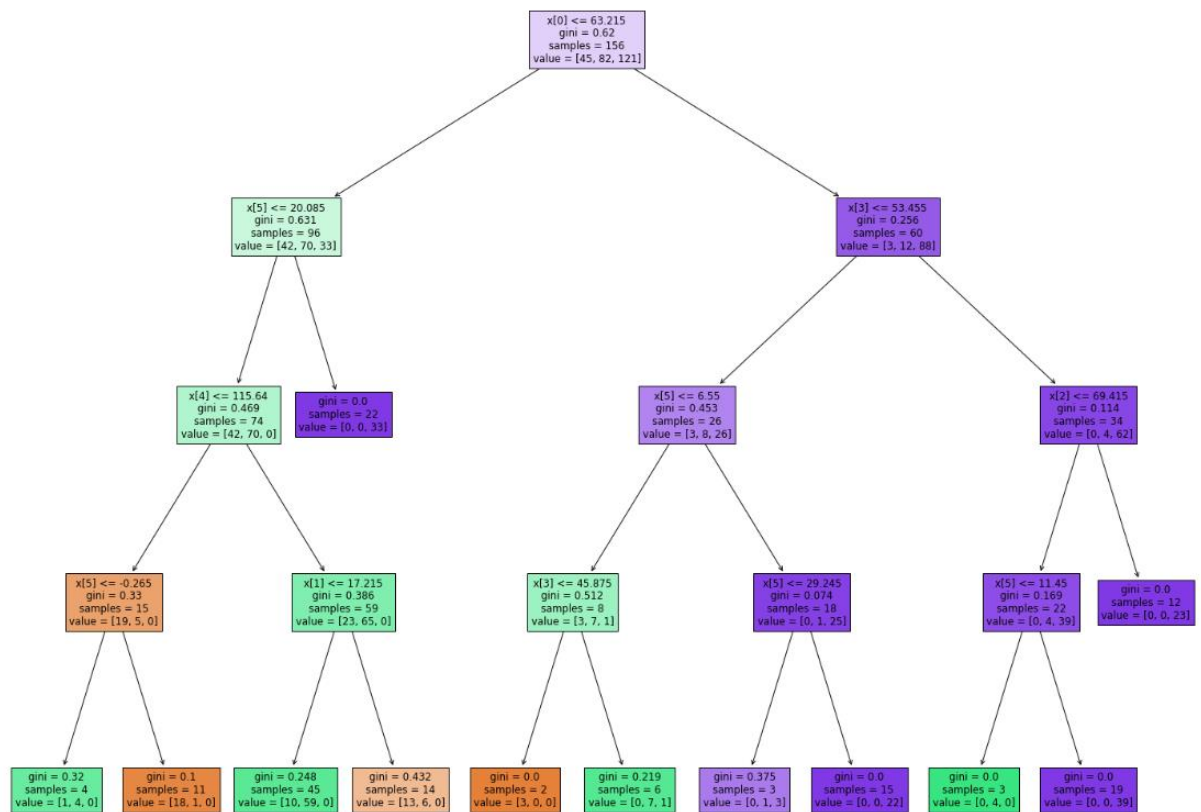 x[0] <= 63.215
gini = 0.62
samples = 156
value = [45, 82, 121]
x[5] <= 20.085
gini = 0.631
samples = 96
value = [42, 70, 33]
x[3] <= 53.455
gini = 0.256
samples = 60
value = [3, 12, 88]
x[4] <= 115.64
gini = 0.469
samples = 74
value = [42, 70, 0]
gini = 0.0
samples = 22
value = [0, 0, 33]
x[5] <= 6.55
gini = 0.453
samples = 26
value = [3, 8, 26]
x[2] <= 69.415
gini = 0.114
samples = 34
value = [0, 4, 62]
x[5] <= -0.265
gini = 0.33
samples = 15
value = [19, 5, 0]
x[1] <= 17.215
gini = 0.386
samples = 59
value = [23, 65, 0]
x[3] <= 45.875
gini = 0.512
samples = 8
value = [3, 7, 1]
x[5] <= 29.245
gini = 0.074
samples = 18
value = [0, 1, 25]
x[5] <= 11.45
gini = 0.169
samples = 22
value = [0, 4, 39]
gini = 0.0
samples = 12
value = [0, 0, 23]
gini = 0.32
samples = 4
value = [1, 4, 0]
gini = 0.1
samples = 11
value = [18, 1, 0]
gini = 0.248
samples = 45
value = [10, 59, 0]
gini = 0.432
samples = 14
value = [13, 6, 0]
gini = 0.0
samples = 2
value = [3, 0, 0]
gini = 0.219
samples = 6
value = [0, 7, 1]
gini = 0.375
samples = 3
value = [0, 1, 3]
gini = 0.0
samples = 15
value = [0, 0, 22]
gini = 0.0
samples = 3
value = [0, 4, 0]
gini = 0.0
samples = 19
value = [0, 0, 39]